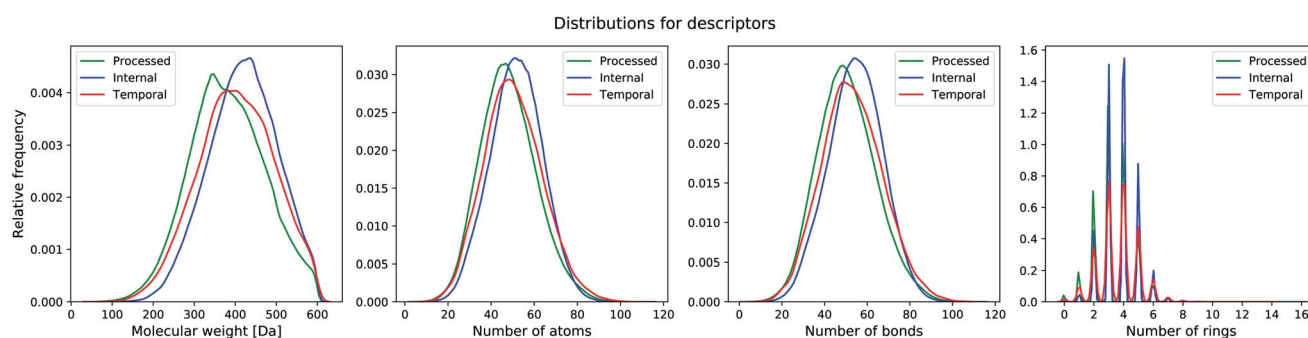 Distributions for descriptors
Relative frequency
0.004
0.003
0.002
0.001
0.000
Processed
Internal
Temporal
0 100 200 300 400 500 600
Molecular weight [Da]
0.030
0.025
0.020
0.015
0.010
0.005
0.000
Processed
Internal
Temporal
0 20 40 60 80 100 120
Number of atoms
0.030
0.025
0.020
0.015
0.010
0.005
0.000
Processed
Internal
Temporal
0 20 40 60 80 100 120
Number of bonds
1.6
1.4
1.2
1.0
0.8
0.6
0.4
0.2
0.0
Processed
Internal
Temporal
0 2 4 6 8 10 12 14 16
Number of rings